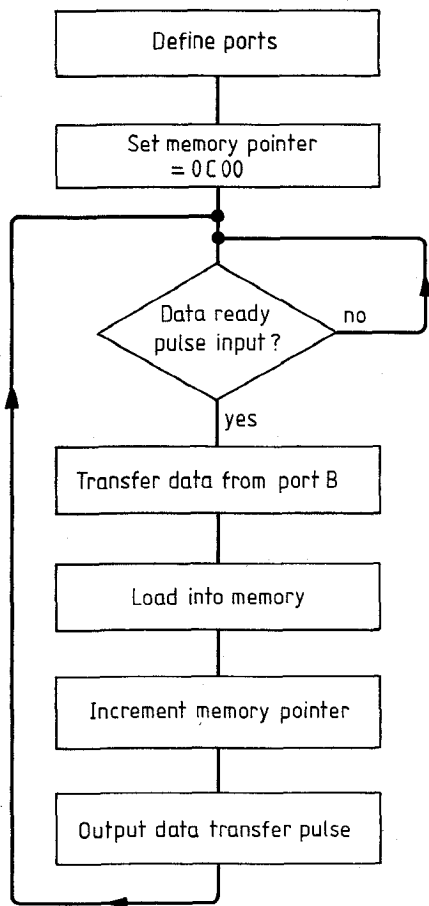 Define ports
Set memory pointer
= 0C00
Data ready
pulse input?
no
yes
Transfer data from port B
Load into memory
Increment memory pointer
Output data transfer pulse